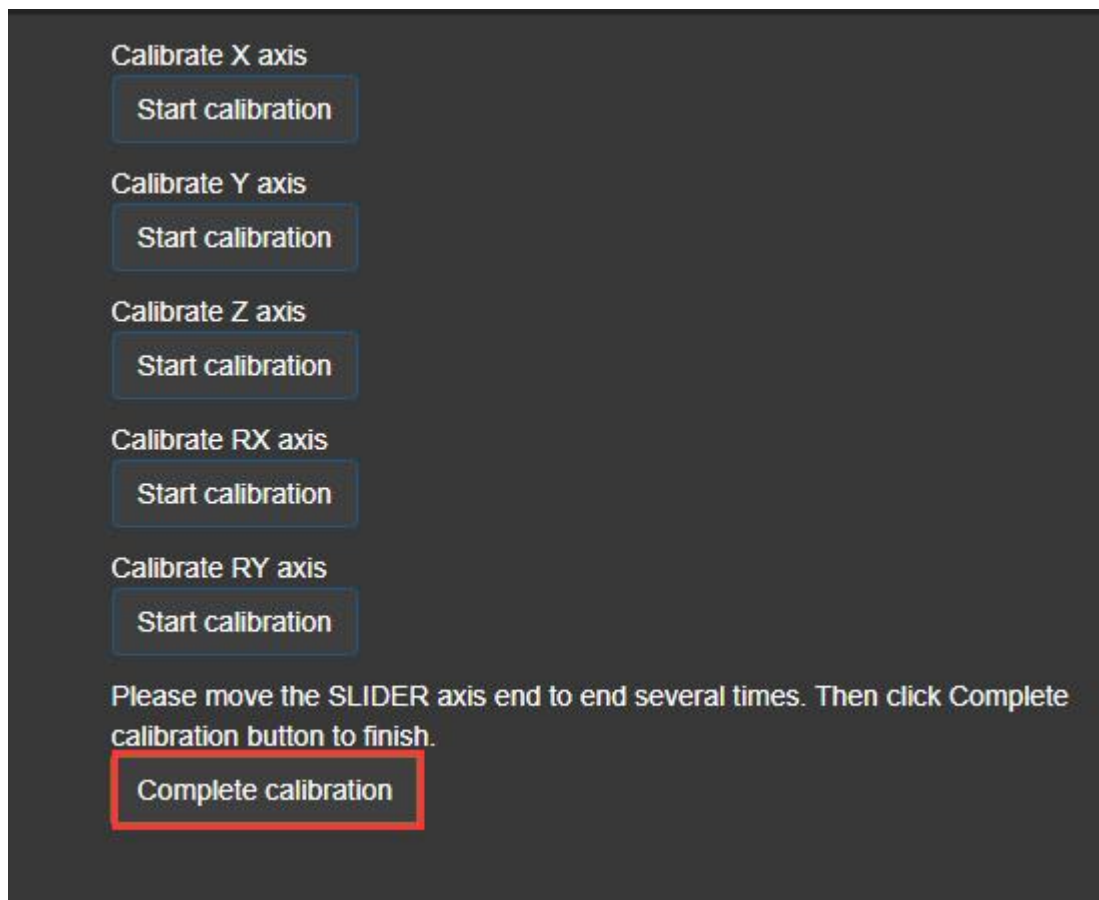 Calibrate X axis
Start calibration
Calibrate Y axis
Start calibration
Calibrate Z axis
Start calibration
Calibrate RX axis
Start calibration
Calibrate RY axis
Start calibration
Please move the SLIDER axis end to end several times. Then click Complete
calibration button to finish.
Complete calibration